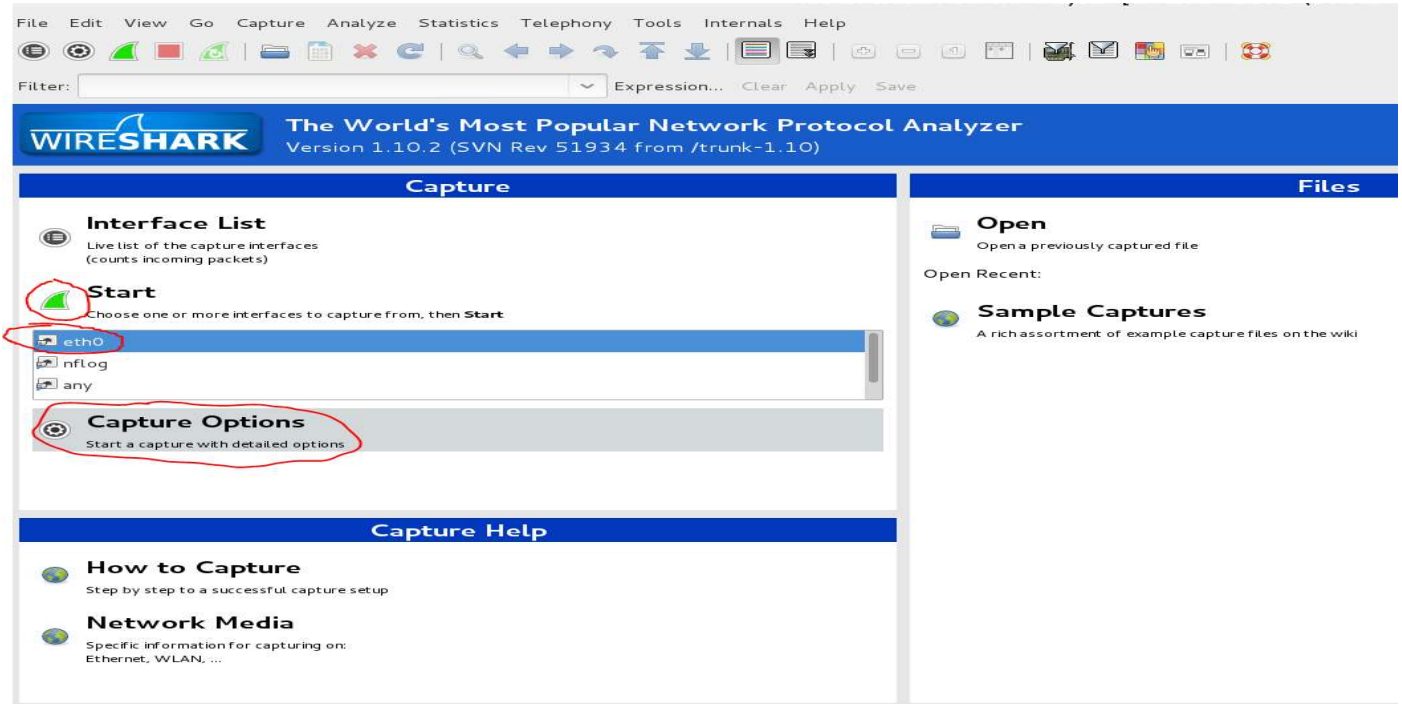 File Edit View Go Capture Analyze Statistics Telephony Tools Internals Help
Filter:
Expression... Clear Apply Save
WIRESHARK
The World's Most Popular Network Protocol Analyzer
Version 1.10.2 (SVN Rev 51934 from /trunk-1.10)
Capture
Interface List
Live list of the capture interfaces
(counts incoming packets)
Start
Choose one or more interfaces to capture from, then Start
eth0
nflog
any
Capture Options
Start a capture with detailed options
Capture Help
How to Capture
Step by step to a successful capture setup
Network Media
Specific information for capturing on:
Ethernet, WLAN, ...
Files
Open
Open a previously captured file
Open Recent:
Sample Captures
A rich assortment of example capture files on the wiki